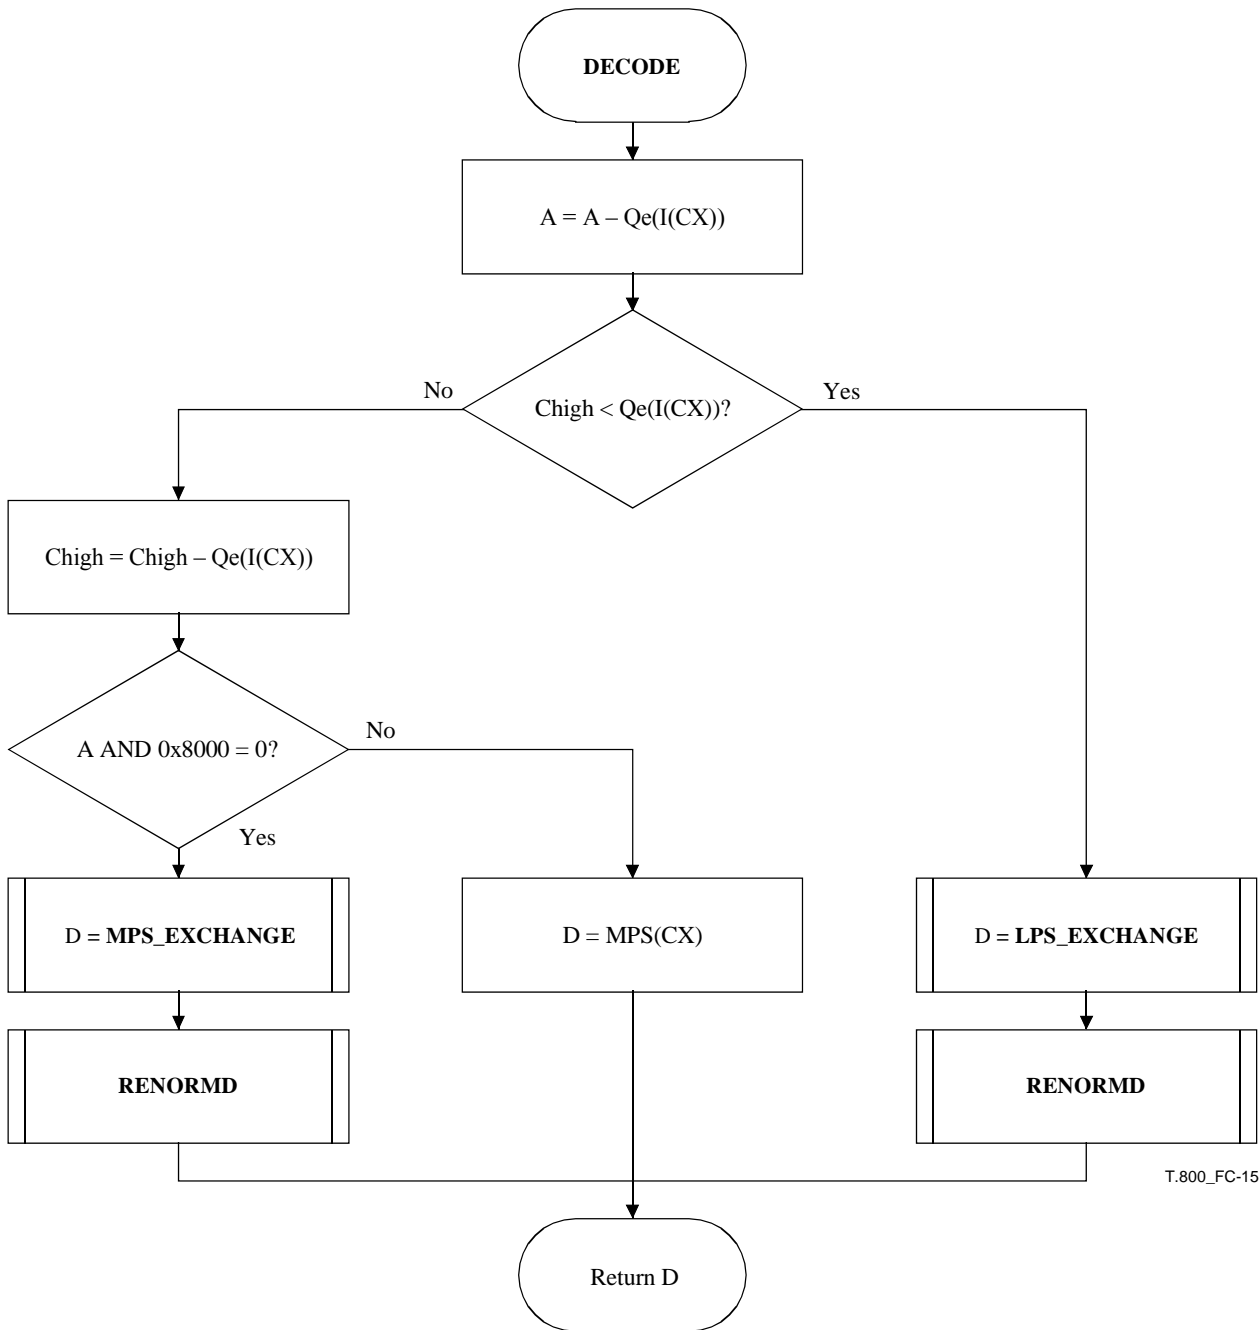 DECODE
A = A – Qe(I(CX))
Chigh < Qe(I(CX))?
No
Yes
Chigh = Chigh – Qe(I(CX))
A AND 0x8000 = 0?
No
Yes
D = MPS_EXCHANGE
D = MPS(CX)
D = LPS_EXCHANGE
RENORMD
RENORMD
T.800_FC-15
Return D